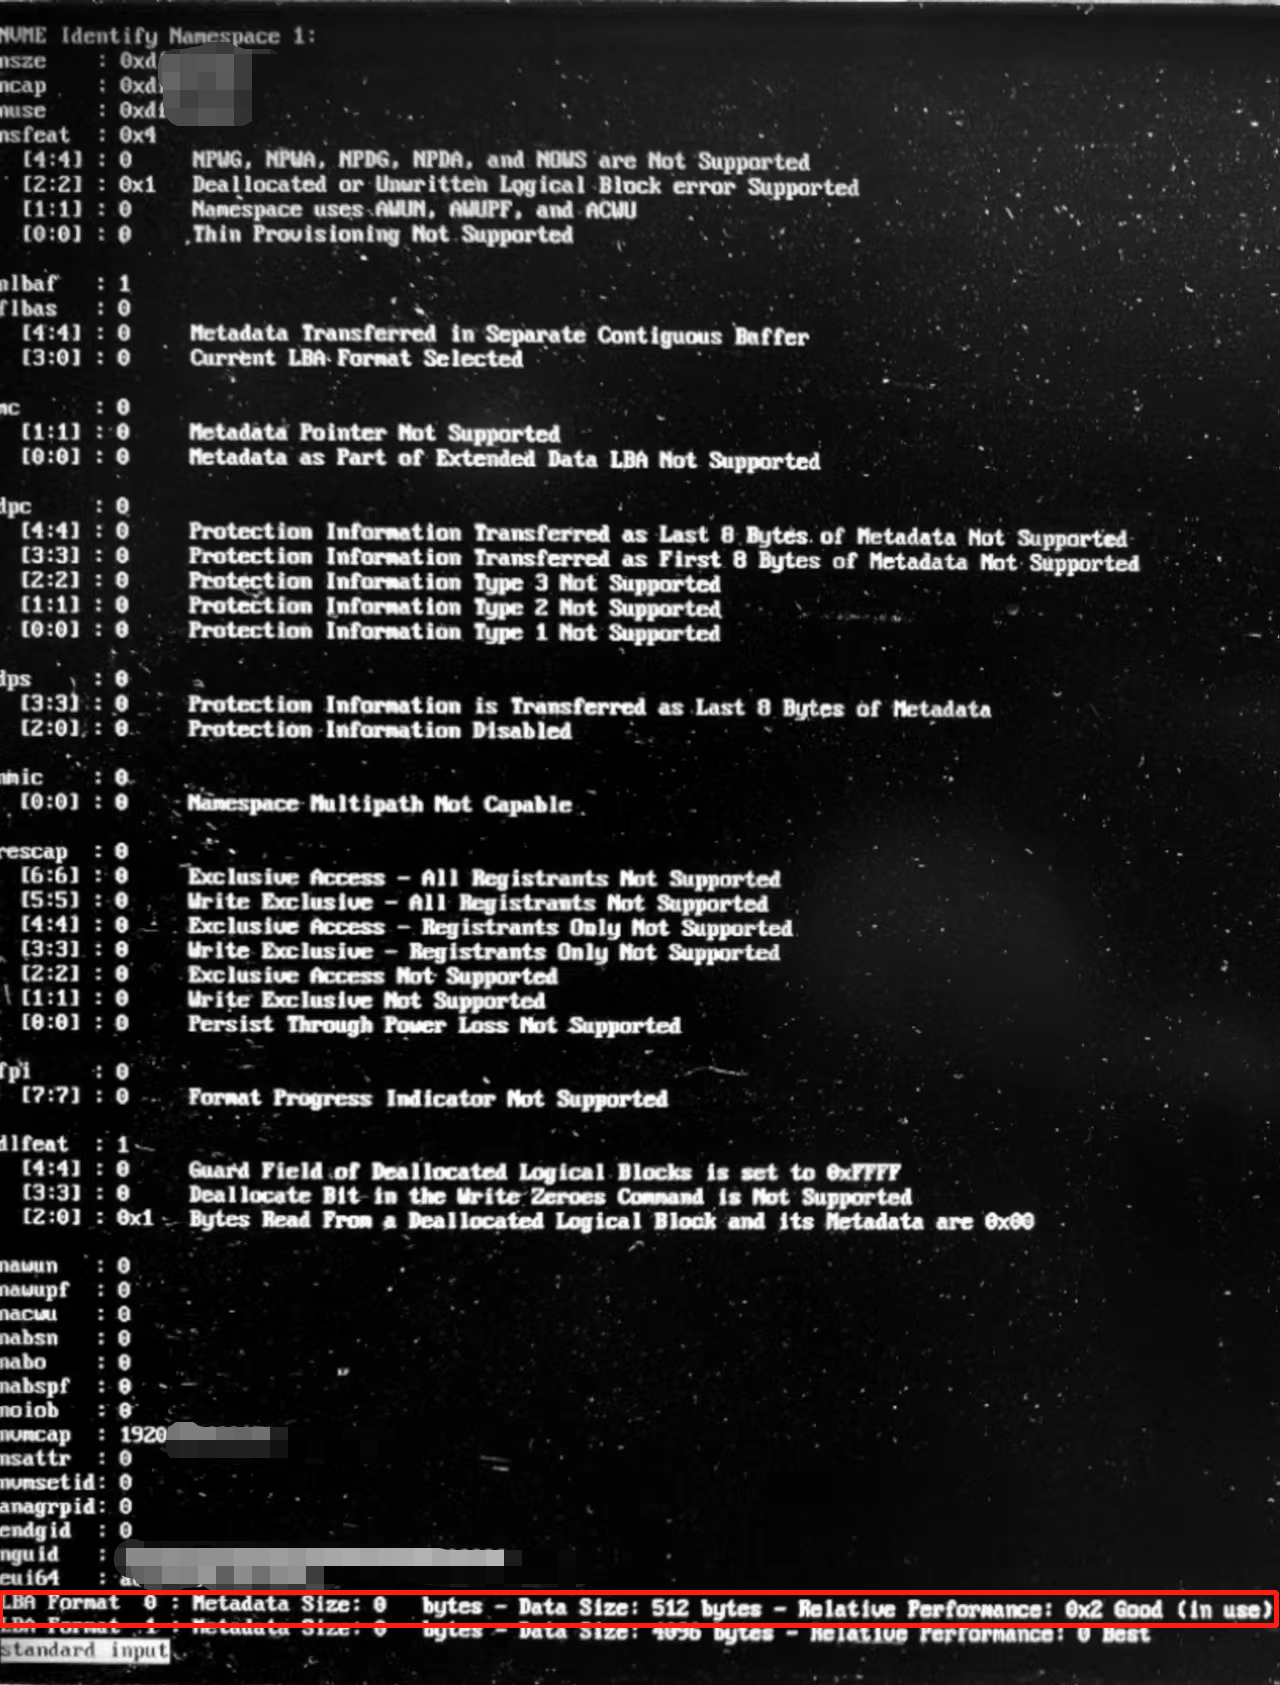 NVME Identify Namespace 1:
nsze    : 0xd
ncap    : 0xd
nuse    : 0xdf
nsfeat  : 0x4
[4:4] : 0     NPWG, NPWA, NPDG, NPDA, and NOWS are Not Supported
[2:2] : 0x1   Deallocated or Unwritten Logical Block error Supported
[1:1] : 0     Namespace uses AWUN, AWUPF, and ACWU
[0:0] : 0     Thin Provisioning Not Supported
nlbaf   : 1
flbas   : 0
[4:4] : 0     Metadata Transferred in Separate Contiguous Buffer
[3:0] : 0     Current LBA Format Selected
mc      : 0
[1:1] : 0     Metadata Pointer Not Supported
[0:0] : 0     Metadata as Part of Extended Data LBA Not Supported
dpc     : 0
[4:4] : 0     Protection Information Transferred as Last 8 Bytes of Metadata Not Supported
[3:3] : 0     Protection Information Transferred as First 8 Bytes of Metadata Not Supported
[2:2] : 0     Protection Information Type 3 Not Supported
[1:1] : 0     Protection Information Type 2 Not Supported
[0:0] : 0     Protection Information Type 1 Not Supported
dps     : 0
[3:3] : 0     Protection Information is Transferred as Last 8 Bytes of Metadata
[2:0] : 0     Protection Information Disabled
nmic    : 0
[0:0] : 0     Namespace Multipath Not Capable
rescap  : 0
[6:6] : 0     Exclusive Access - All Registrants Not Supported
[5:5] : 0     Write Exclusive - All Registrants Not Supported
[4:4] : 0     Exclusive Access - Registrants Only Not Supported
[3:3] : 0     Write Exclusive - Registrants Only Not Supported
[2:2] : 0     Exclusive Access Not Supported
[1:1] : 0     Write Exclusive Not Supported
[0:0] : 0     Persist Through Power Loss Not Supported
fpi     : 0
[7:7] : 0     Format Progress Indicator Not Supported
dlfeat  : 1
[4:4] : 0     Guard Field of Deallocated Logical Blocks is set to 0xFFFF
[3:3] : 0     Deallocate Bit in the Write Zeroes Command is Not Supported
[2:0] : 0x1   Bytes Read From a Deallocated Logical Block and its Metadata are 0x00
nawun   : 0
nawupf  : 0
nacwu   : 0
nabsn   : 0
nabo    : 0
nabspf  : 0
noiob   : 0
nvmcap  : 1920
nsattr  : 0
nvmsetid: 0
anagrpid: 0
endgid  : 0
nguid   :
eui64   :
LBA Format  0 : Metadata Size: 0   bytes - Data Size: 512 bytes - Relative Performance: 0x2 Good (in use)
LBA Format  1 : Metadata Size: 0   bytes - Data Size: 4096 bytes - Relative Performance: 0 Best
standard input